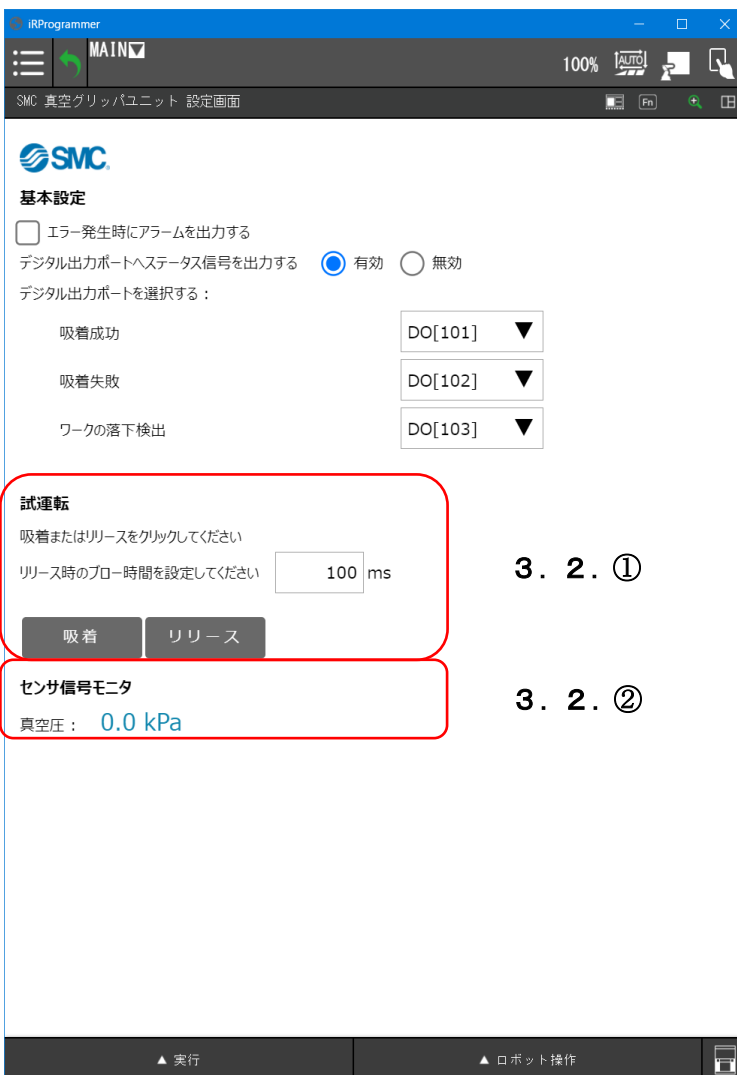 iRProgrammer
MAIN
100% AUTO
SMC 真空グリッパユニット 設定画面
Fn
SMC
基本設定
エラー発生時にアラームを出力する
デジタル出力ポートへステータス信号を出力する 有効 無効
デジタル出力ポートを選択する：
吸着成功 DO[101] ▼
吸着失敗 DO[102] ▼
ワークの落下検出 DO[103] ▼
試運転
吸着またはリリースをクリックしてください
リリース時のブロー時間を設定してください 100 ms
３．２．①
吸着 リリース
センサ信号モニタ
３．２．②
真空圧： 0.0 kPa
▲ 実行 ▲ ロボット操作